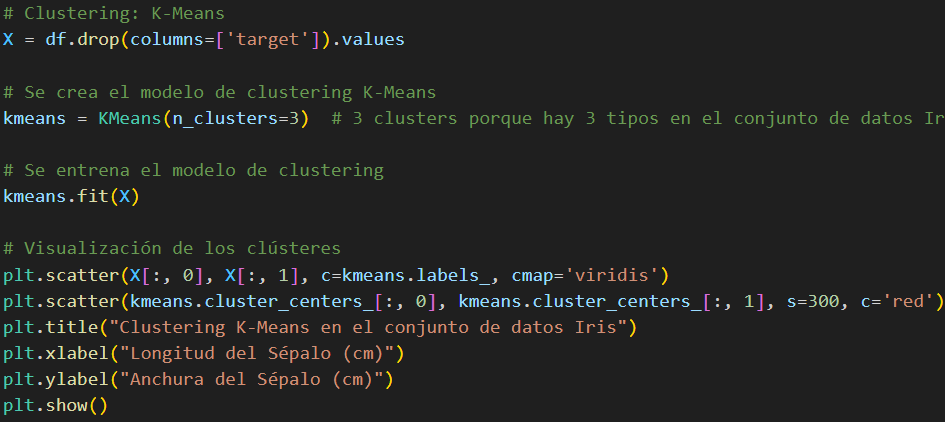 # Clustering: K-Means
X = df.drop(columns=['target']).values
# Se crea el modelo de clustering K-Means
kmeans = KMeans(n_clusters=3)  # 3 clusters porque hay 3 tipos en el conjunto de datos Ir
# Se entrena el modelo de clustering
kmeans.fit(X)
# Visualización de los clústeres
plt.scatter(X[:, 0], X[:, 1], c=kmeans.labels_, cmap='viridis')
plt.scatter(kmeans.cluster_centers_[:, 0], kmeans.cluster_centers_[:, 1], s=300, c='red')
plt.title("Clustering K-Means en el conjunto de datos Iris")
plt.xlabel("Longitud del Sépalo (cm)")
plt.ylabel("Anchura del Sépalo (cm)")
plt.show()